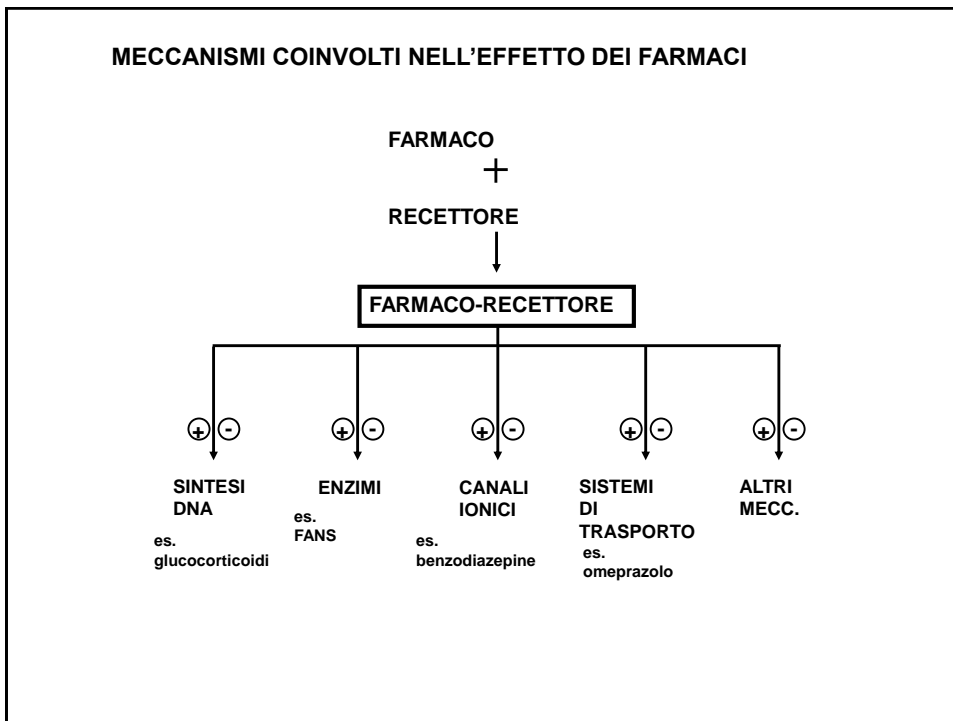 MECCANISMI COINVOLTI NELL'EFFETTO DEI FARMACI
FARMACO
+
RECETTORE
FARMACO-RECETTORE
+ -
+ -
+ -
+ -
+ -
SINTESI
DNA
es.
glucocorticoidi
ENZIMI
es.
FANS
CANALI
IONICI
es.
benzodiazepine
SISTEMI
DI
TRASPORTO
es.
omeprazolo
ALTRI
MECC.